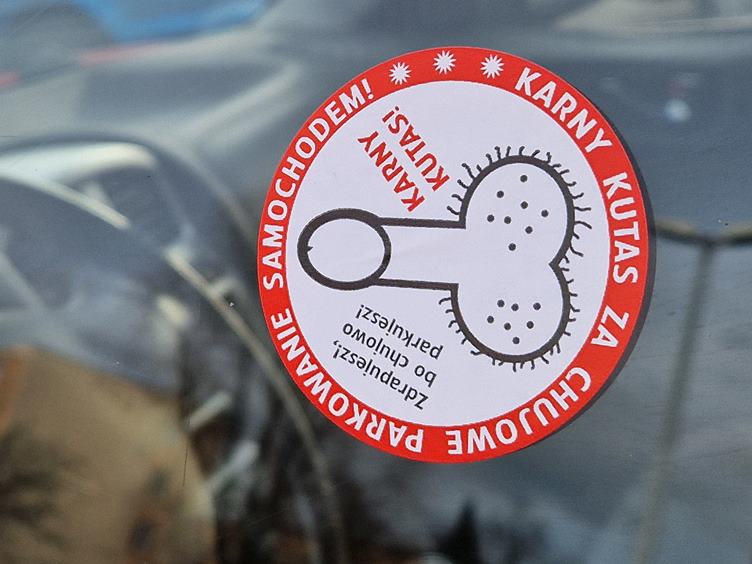 KARNY KUTAS ZA CHUJOWE PARKOWANIE SAMOCHODEM!
KARNY
KUTAS!
Zdrapujesz!,
bo chujowo
parkujesz!